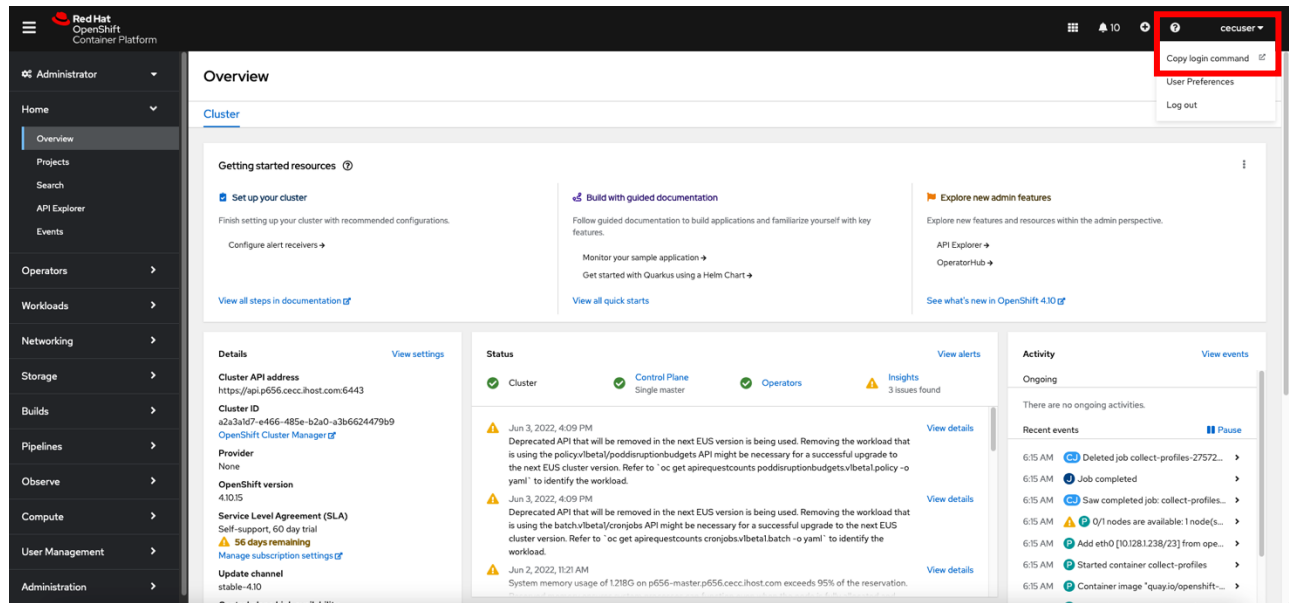 Red Hat
OpenShift
Container Platform
10
cecuser
Copy login command
User Preferences
Log out
Administrator
Home
Overview
Projects
Search
API Explorer
Events
Operators
Workloads
Networking
Storage
Builds
Pipelines
Observe
Compute
User Management
Administration
Overview
Cluster
Getting started resources
Set up your cluster
Finish setting up your cluster with recommended configurations.
Configure alert receivers
View all steps in documentation
Build with guided documentation
Follow guided documentation to build applications and familiarize yourself with key
features.
Monitor your sample application
Get started with Quarkus using a Helm Chart
View all quick starts
Explore new admin features
Explore new features and resources within the admin perspective.
API Explorer
OperatorHub
See what's new in OpenShift 4.10
Details
View settings
Cluster API address
https://api.p656.cecc.ihost.com:6443
Cluster ID
a2a3a1d7-e466-485e-b2a0-a3b6624479b9
OpenShift Cluster Manager
Provider
None
OpenShift version
4.10.15
Service Level Agreement (SLA)
Self-support, 60 day trial
56 days remaining
Manage subscription settings
Update channel
stable-4.10
Status
View alerts
Cluster
Control Plane
Single master
Operators
Insights
3 issues found
Jun 3, 2022, 4:09 PM
View details
Deprecated API that will be removed in the next EUS version is being used. Removing the workload that
is using the policy.v1beta1/poddisruptionbudgets API might be necessary for a successful upgrade to
the next EUS cluster version. Refer to `oc get apirequestcounts poddisruptionbudgets.v1beta1.policy -o
yaml` to identify the workload.
Jun 3, 2022, 4:09 PM
View details
Deprecated API that will be removed in the next EUS version is being used. Removing the workload that
is using the batch.v1beta1/cronjobs API might be necessary for a successful upgrade to the next EUS
cluster version. Refer to `oc get apirequestcounts cronjobs.v1beta1.batch -o yaml` to identify the
workload.
Jun 2, 2022, 11:21 AM
View details
System memory usage of 1.218G on p656-master.p656.cecc.ihost.com exceeds 95% of the reservation.
Activity
View events
Ongoing
There are no ongoing activities.
Recent events
Pause
6:15 AM CJ Deleted job collect-profiles-27572...
6:15 AM J Job completed
6:15 AM CJ Saw completed job: collect-profiles...
6:15 AM P 0/1 nodes are available: 1 node(s...
6:15 AM P Add eth0 [10.128.1.238/23] from ope...
6:15 AM P Started container collect-profiles
6:15 AM P Container image "quay.io/openshift-...